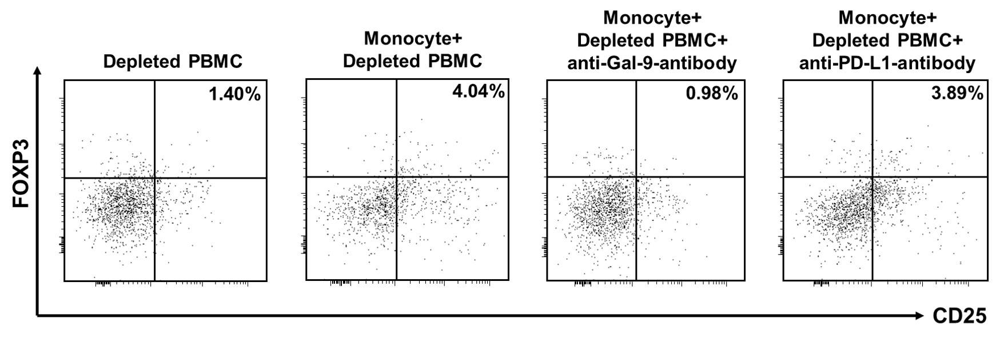 Depleted PBMC
1.40%
Monocyte+
Depleted PBMC
4.04%
Monocyte+
Depleted PBMC+
anti-Gal-9-antibody
0.98%
Monocyte+
Depleted PBMC+
anti-PD-L1-antibody
3.89%
FOXP3
CD25